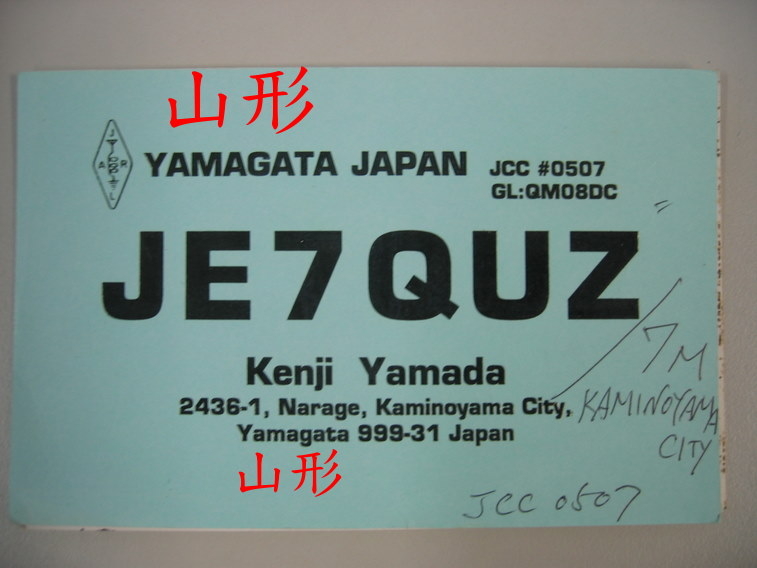 山形
J
A R
L
YAMAGATA JAPAN JCC #0507
GL:QM08DC
JE7QUZ
/7M
Kenji Yamada
2436-1, Narage, Kaminoyama City, KAMINOYAMA
Yamagata 999-31 Japan CITY
山形
JCC 0507